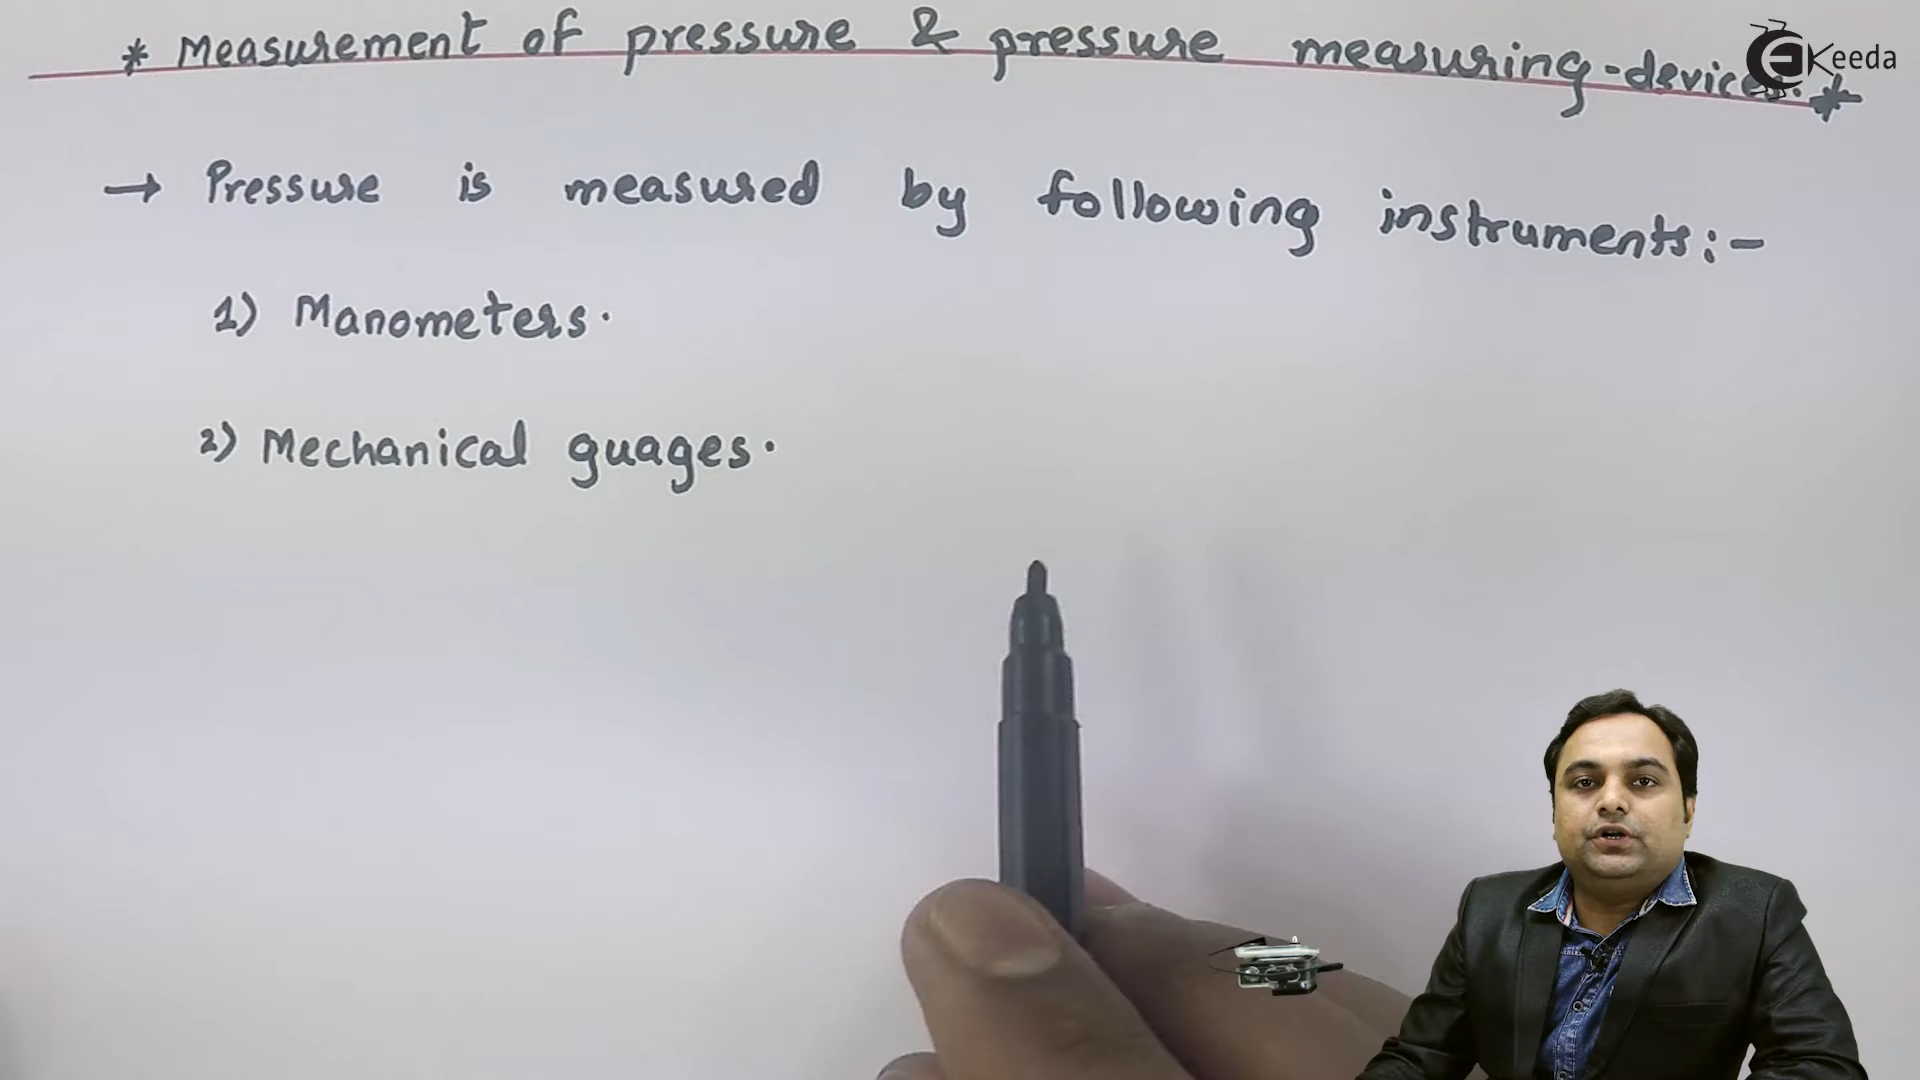 * Measurement of pressure & pressure measuring-devices. *
Keeda
→ Pressure is measured by following instruments:-
1) Manometers.
2) Mechanical guages.